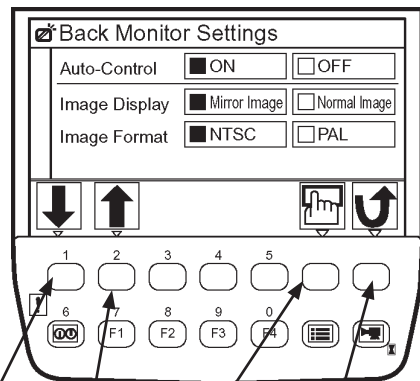 Back Monitor Settings
Auto-Control ON OFF
Image Display Mirror Image Normal Image
Image Format NTSC PAL
1 2 3 4 5
!
6 7 8 9 0
F1 F2 F3 F4